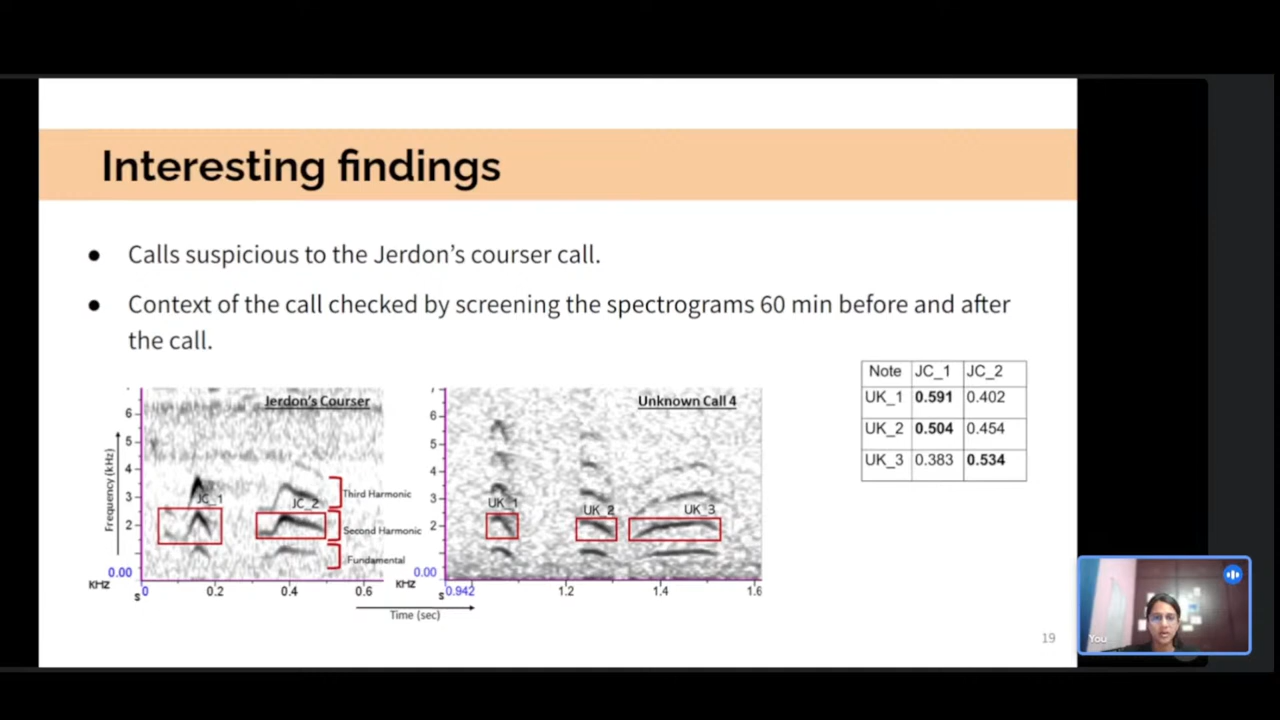 Interesting findings
● Calls suspicious to the Jerdon's courser call.
● Context of the call checked by screening the spectrograms 60 min before and after
the call.
Note JC_1 JC_2
UK_1 0.591 0.402
UK_2 0.504 0.454
UK_3 0.383 0.534
Jerdon's Courser
6
5
4
3
2
Frequency (kHz)
0.00
KHz
JC_1
JC_2
Third Harmonic
Second Harmonic
Fundamental
s 0 0.2 0.4 0.6
Unknown Call 4
7
6
5
4
3
2
0.00
KHz
UK_1
UK_2
UK_3
s 0.942 1.2 1.4 1.6
Time (sec)
19
You